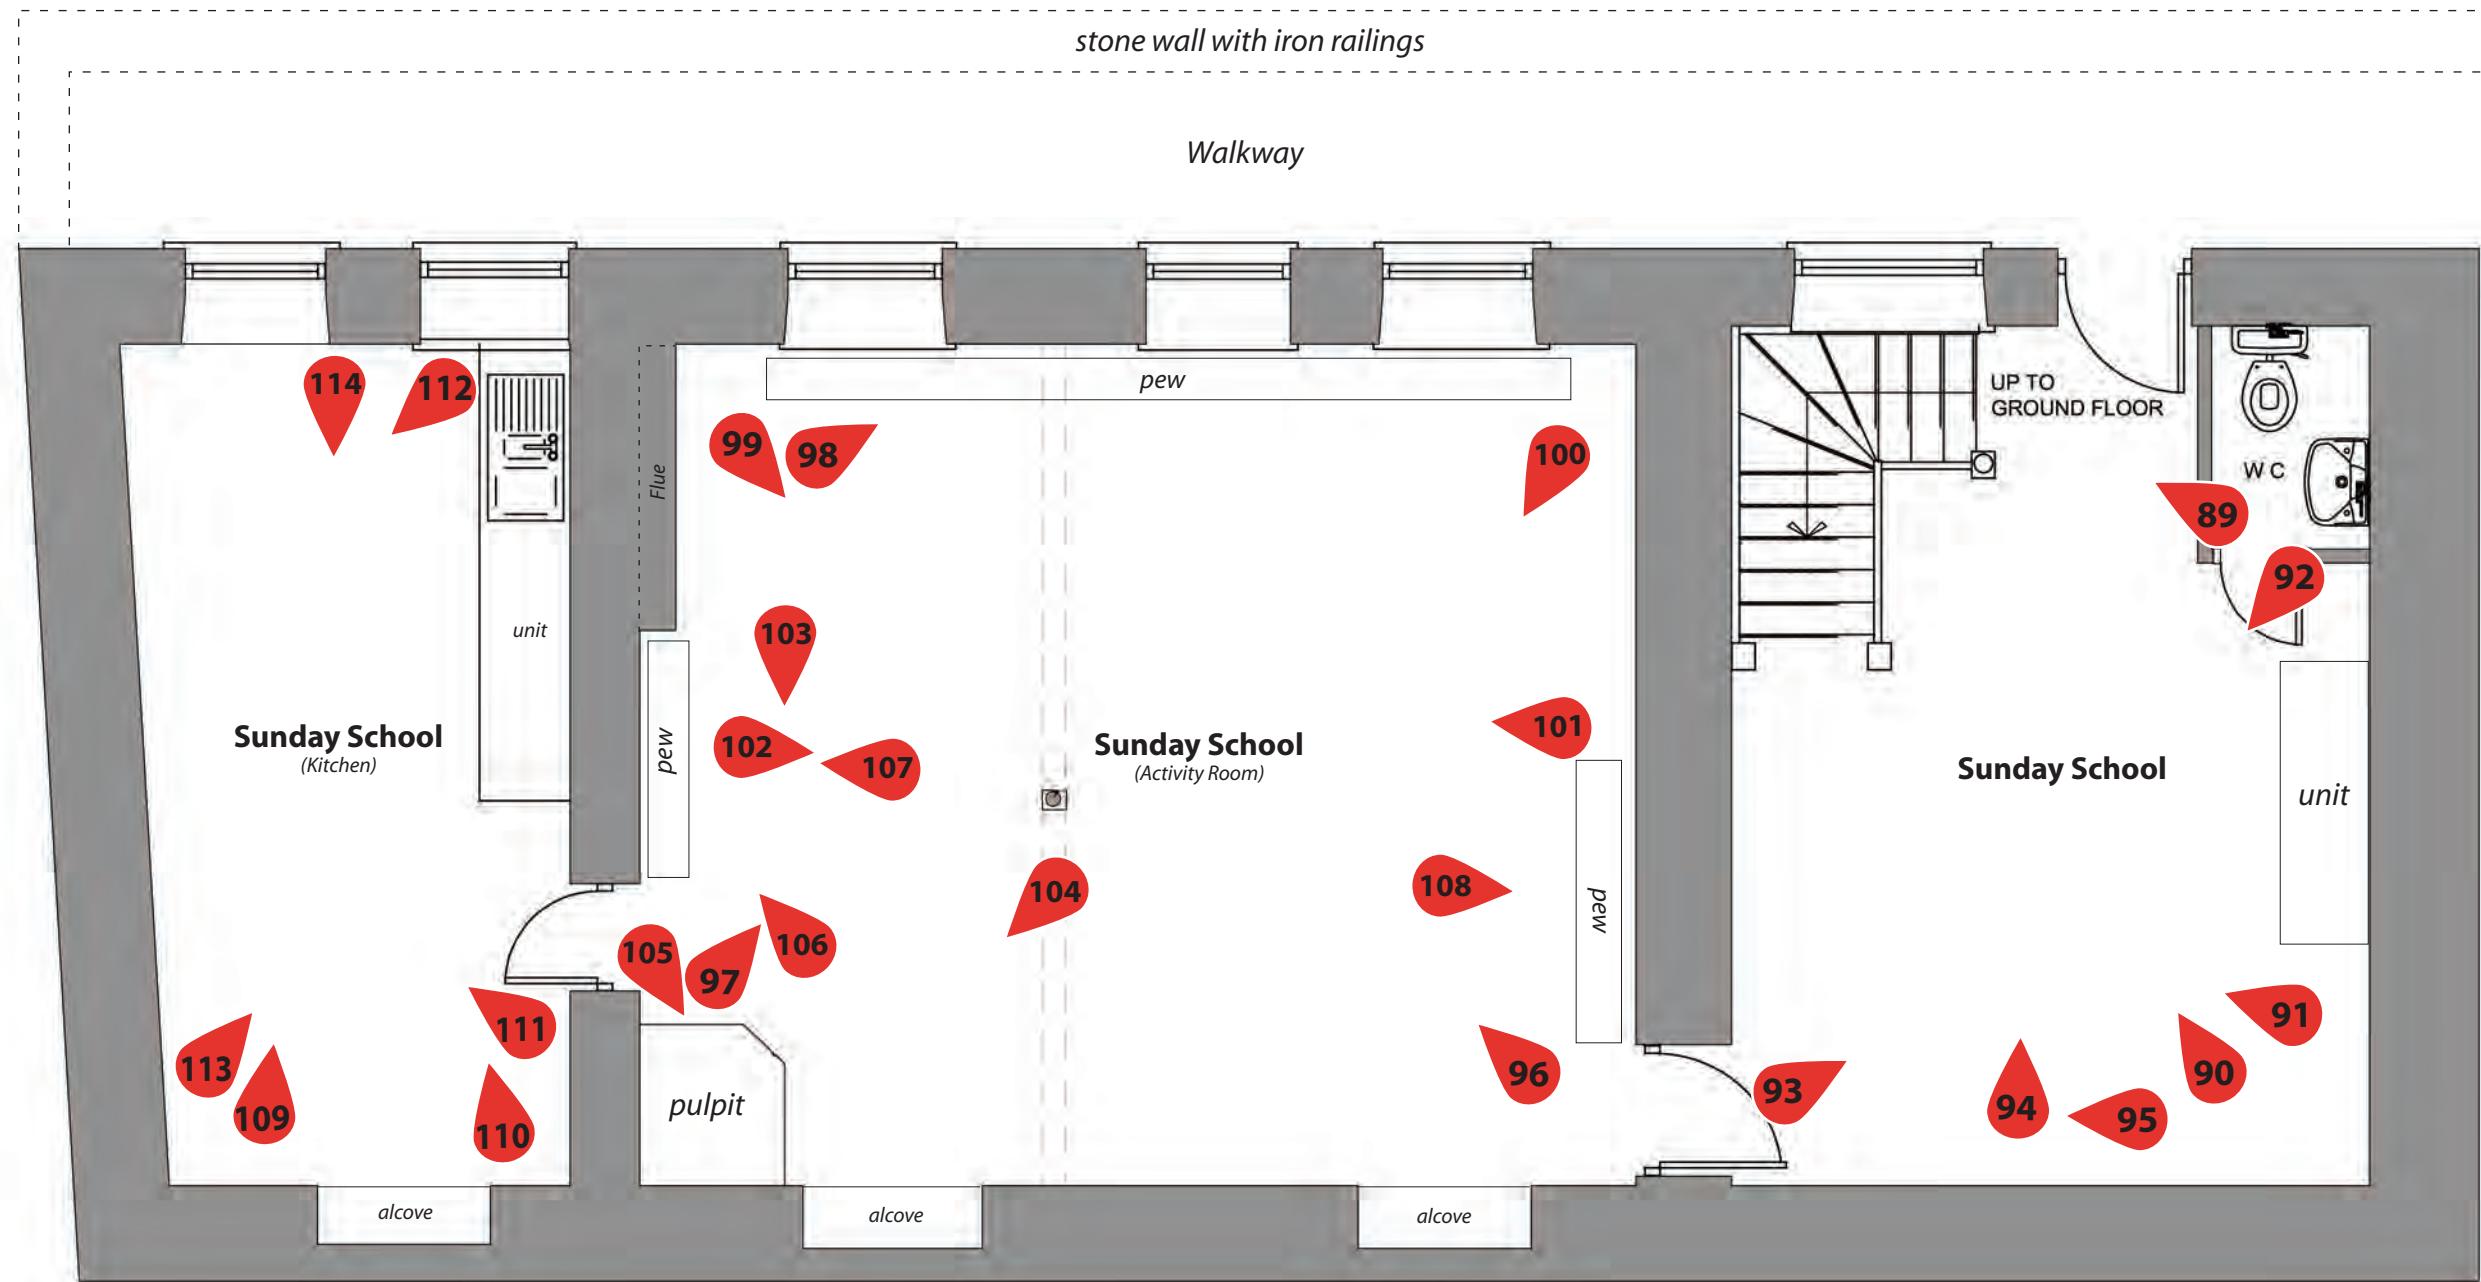 stone wall with iron railings
Walkway
114
112
pew
UP TO
GROUND FLOOR
99
98
100
Flue
W C
89
92
103
unit
101
102
107
Sunday School
(Kitchen)
pew
Sunday School
(Activity Room)
Sunday School
unit
104
108
pew
105
97
106
111
91
113
96
93
90
109
110
pulpit
94
95
alcove
alcove
alcove